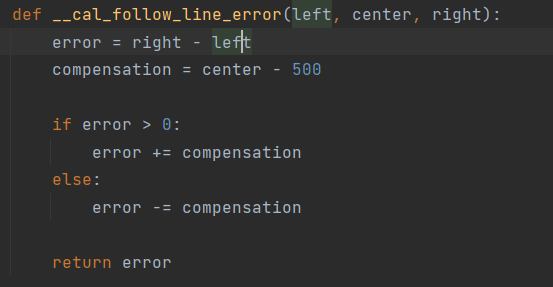 def __cal_follow_line_error(left, center, right):
    error = right - left
    compensation = center - 500

    if error > 0:
        error += compensation
    else:
        error -= compensation

    return error